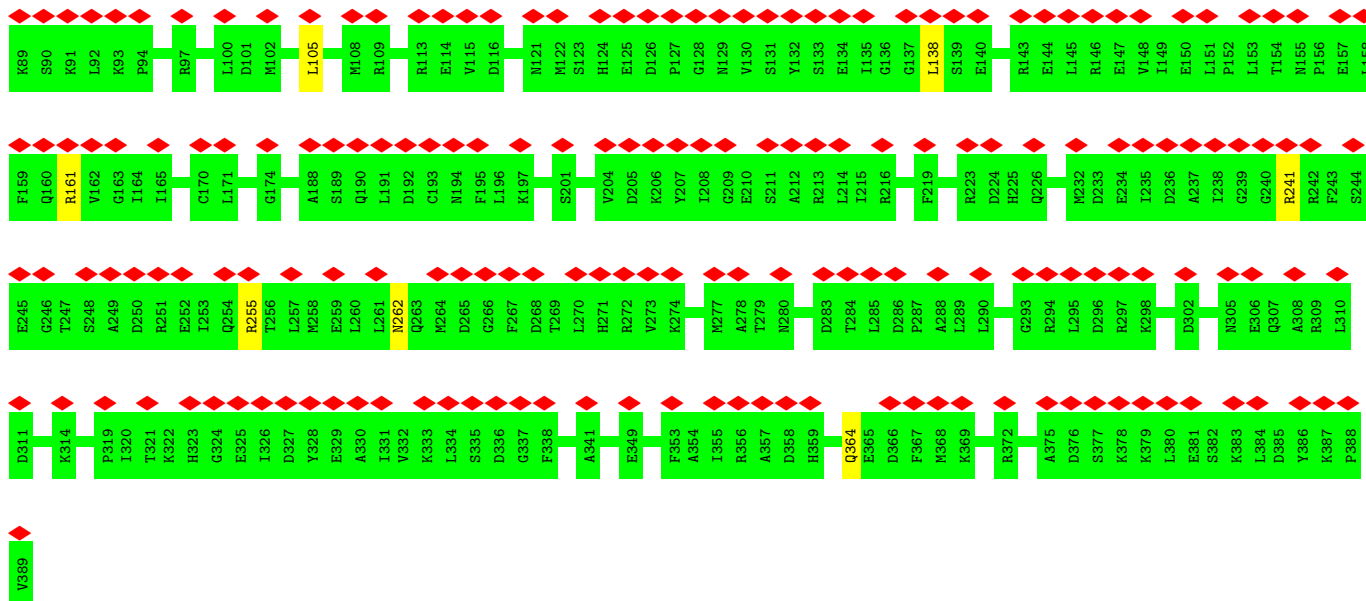 K89 S90 K91 L92 K93 P94 R97 L100 D101 M102 L105 M108 R109 R113 E114 V115 D116 N121 M122 S123 H124 E125 D126 P127 G128 N129 V130 S131 Y132 S133 E134 I135 G136 G137 L138 S139 E140 R143 E144 L145 R146 E147 V148 I149 E150 L151 P152 L153 T154 N155 P156 E157 L158
F159 Q160 R161 V162 G163 I164 I165 C170 L171 G174 A188 S189 Q190 L191 D192 C193 N194 F195 L196 K197 S201 V204 D205 K206 Y207 I208 G209 E210 S211 A212 R213 L214 I215 R216 F219 R223 D224 H225 Q226 M232 D233 E234 I235 D236 A237 I238 G239 G240 R241 R242 F243 S244
E245 G246 T247 S248 A249 D250 R251 E252 I253 Q254 R255 T256 L257 M258 E259 L260 L261 N262 Q263 M264 D265 G266 F267 D268 T269 L270 H271 R272 V273 K274 M277 A278 T279 N280 D283 T284 L285 D286 P287 A288 L289 L290 G293 R294 L295 D296 R297 K298 D302 N305 E306 Q307 A308 R309 L310
D311 K314 P319 I320 T321 K322 H323 G324 E325 I326 D327 Y328 E329 A330 I331 V332 K333 L334 S335 D336 G337 F338 A341 E349 F353 A354 I355 R356 A357 D358 H359 Q364 E365 D366 F367 M368 K369 R372 A375 D376 S377 K378 K379 L380 E381 S382 K383 L384 D385 Y386 K387 P388
V389